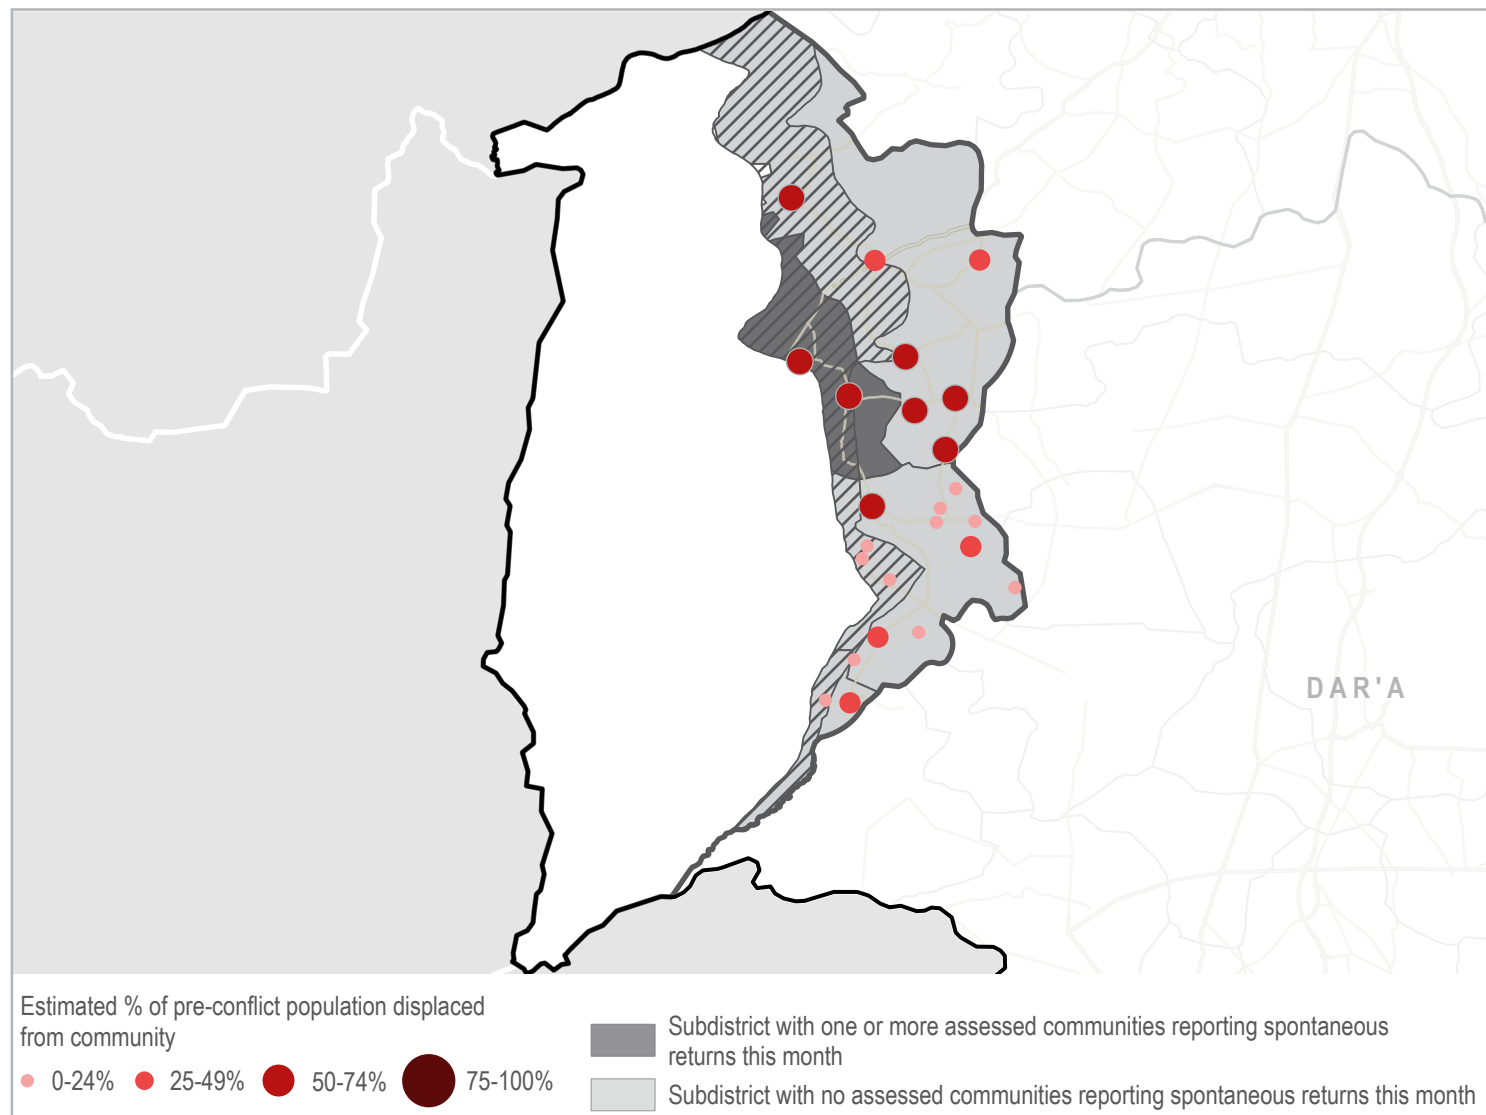 DAR'A
Estimated % of pre-conflict population displaced
from community
0-24%
25-49%
50-74%
75-100%
Subdistrict with one or more assessed communities reporting spontaneous
returns this month
Subdistrict with no assessed communities reporting spontaneous returns this month